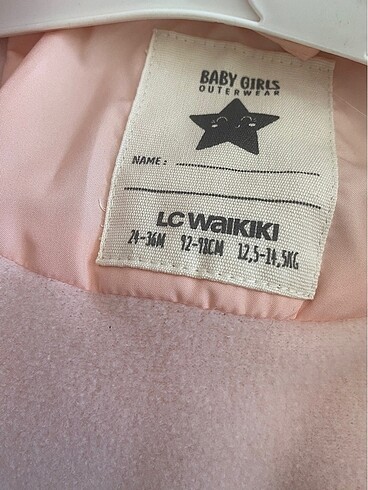 BABY GIRLS
OUTERWEAR
NAME:
LC WAIKIKI
24-36M 92-98CM 12,5-14,5KG